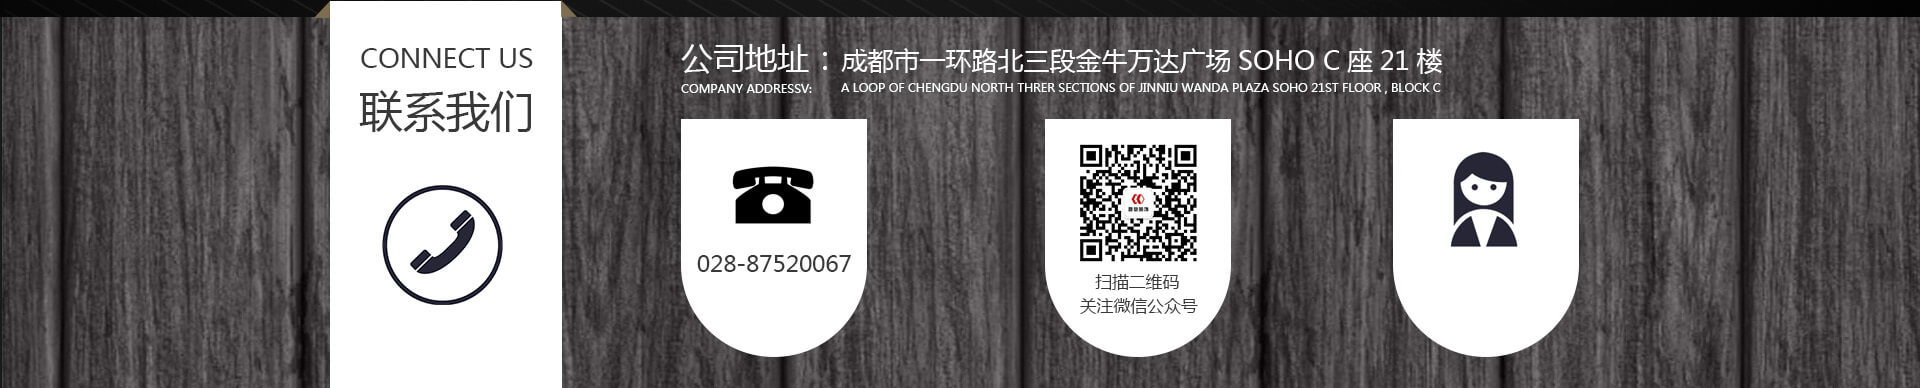 CONNECT US
联系我们
公司地址：成都市一环路北三段金牛万达广场 SOHO C 座 21 楼
COMPANY ADDRESSV: A LOOP OF CHENGDU NORTH THRER SECTIONS OF JINNIU WANDA PLAZA SOHO 21ST FLOOR , BLOCK C
028-87520067
扫描二维码
关注微信公众号